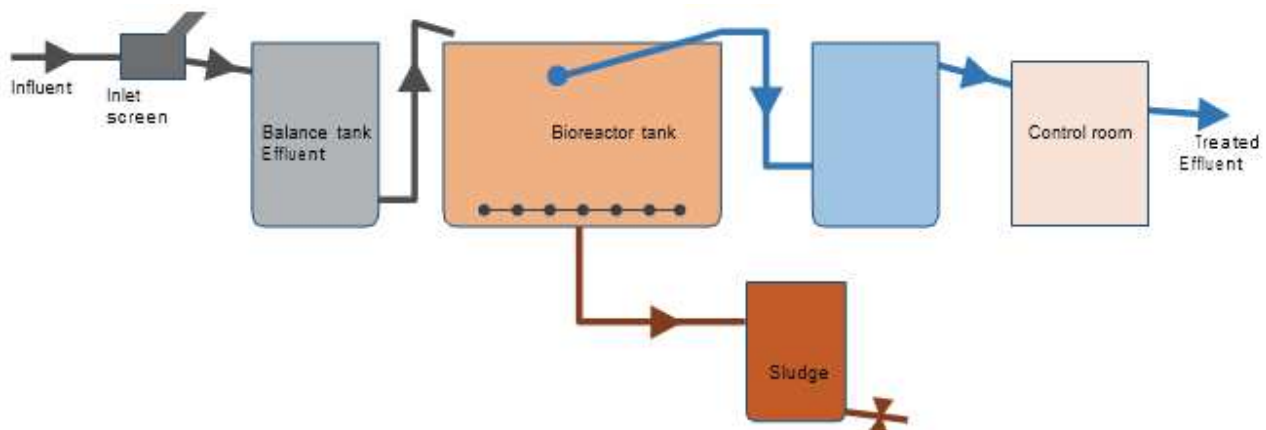 Influent
Inlet
screen
Balance tank
Effluent
Bioreactor tank
Control room
Treated
Effluent
Sludge